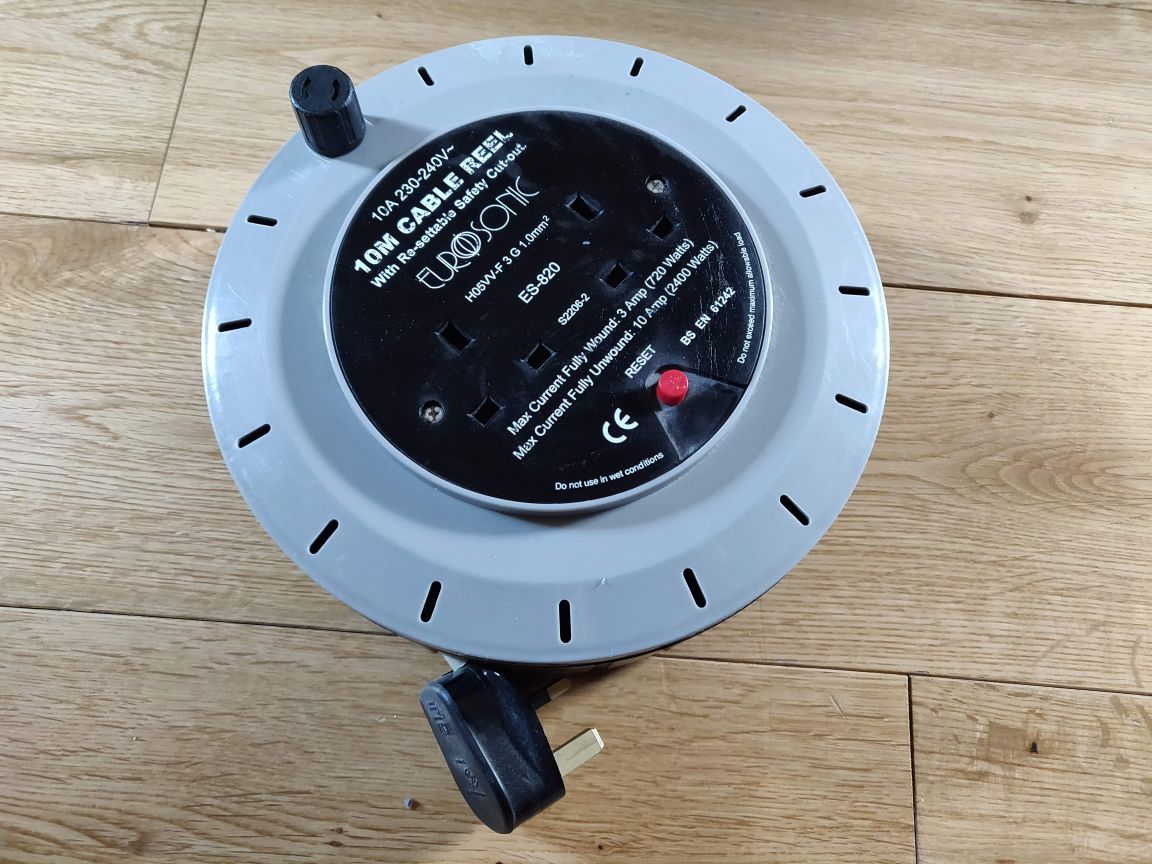 10A 230-240V~
10M CABLE REEL
With Re-settable Safety Cut-out.
EUROSONIC
H05VV-F 3 G 1.0mm²
ES-820
S2206-2
Max Current Fully Wound: 3 Amp (720 Watts)
Max Current Fully Unwound: 10 Amp (2400 Watts)
RESET
BS EN 61242
CE
Do not use in wet conditions
Do not exceed maximum allowable load